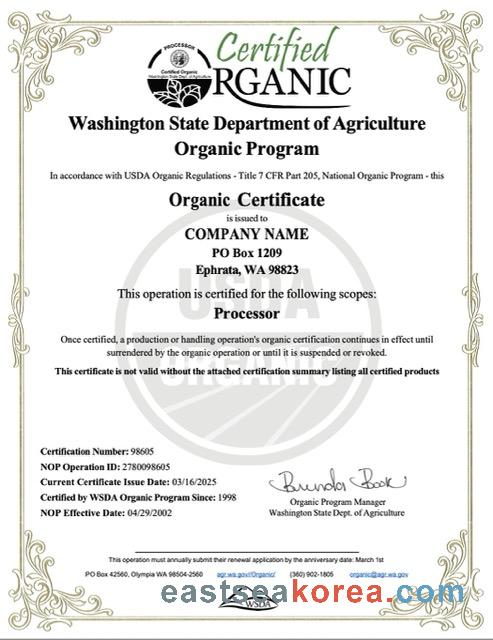 PROCESSOR
Certified Organic
Washington State Dept. of Agriculture
Certified
ORGANIC
Washington State Department of Agriculture
Organic Program
In accordance with USDA Organic Regulations - Title 7 CFR Part 205, National Organic Program - this
Organic Certificate
is issued to
COMPANY NAME
PO Box 1209
Ephrata, WA 98823
This operation is certified for the following scopes:
Processor
USDA
ORGANIC
Once certified, a production or handling operation's organic certification continues in effect until
surrendered by the organic operation or until it is suspended or revoked.
This certificate is not valid without the attached certification summary listing all certified products
Certification Number: 98605
NOP Operation ID: 2780098605
Current Certificate Issue Date: 03/16/2025
Certified by WSDA Organic Program Since: 1998
NOP Effective Date: 04/29/2002
Brenda Book
Organic Program Manager
Washington State Dept. of Agriculture
This operation must annually submit their renewal application by the anniversary date: March 1st
PO Box 42560, Olympia WA 98504-2560 agr.wa.gov/Organic/ (360) 902-1805 organic@agr.wa.gov
eastseakorea.com
WSDA